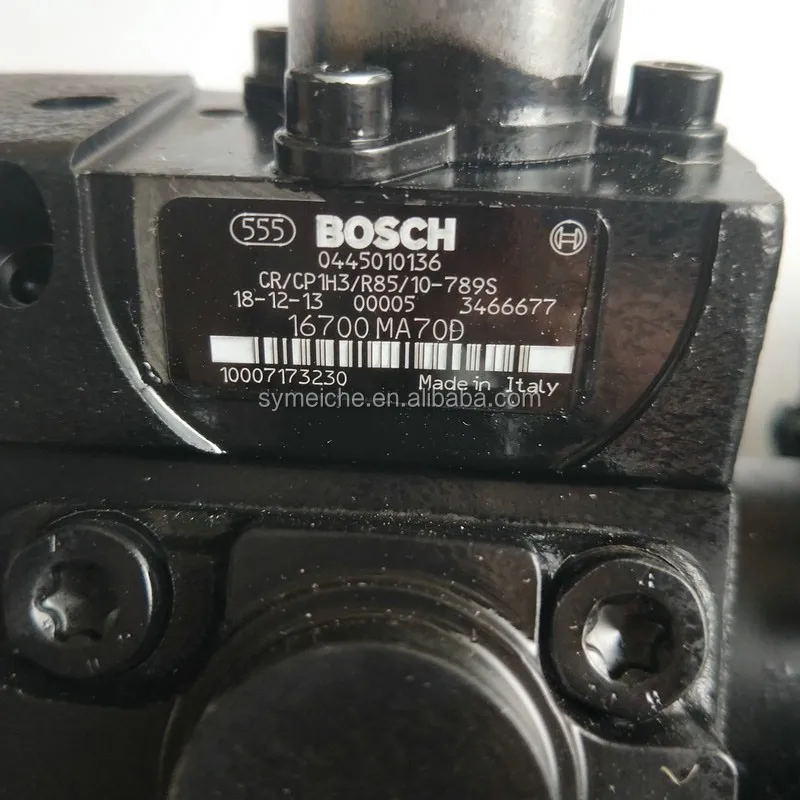 555 BOSCH
0445010136
CR/CP1H3/R85/10-789S
18-12-13 00005 3466677
16700 MA70Đ
10007173230 Made in Italy
symeiche.en.alibaba.com